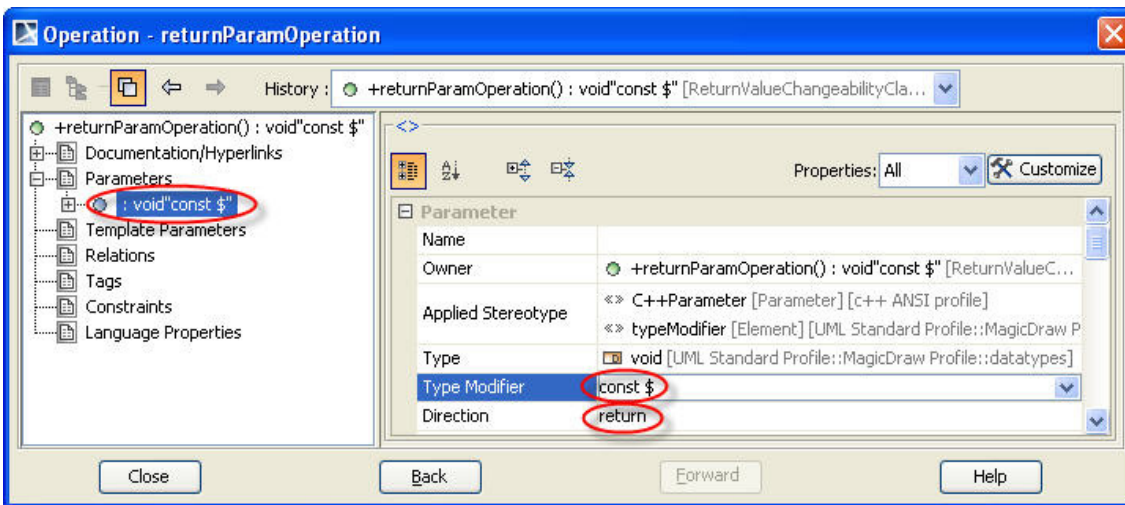 Operation - returnParamOperation
History : +returnParamOperation() : void"const $" [ReturnValueChangeabilityCla...
+returnParamOperation() : void"const $"
Documentation/Hyperlinks
Parameters
: void"const $"
Template Parameters
Relations
Tags
Constraints
Language Properties
<>
Properties: All Customize
Parameter
Name
Owner +returnParamOperation() : void"const $" [ReturnValueC...
Applied Stereotype
«» C++Parameter [Parameter] [c++ ANSI profile]
«» typeModifier [Element] [UML Standard Profile::MagicDraw P
Type void [UML Standard Profile::MagicDraw Profile::datatypes]
Type Modifier const $
Direction return
Close Back Forward Help